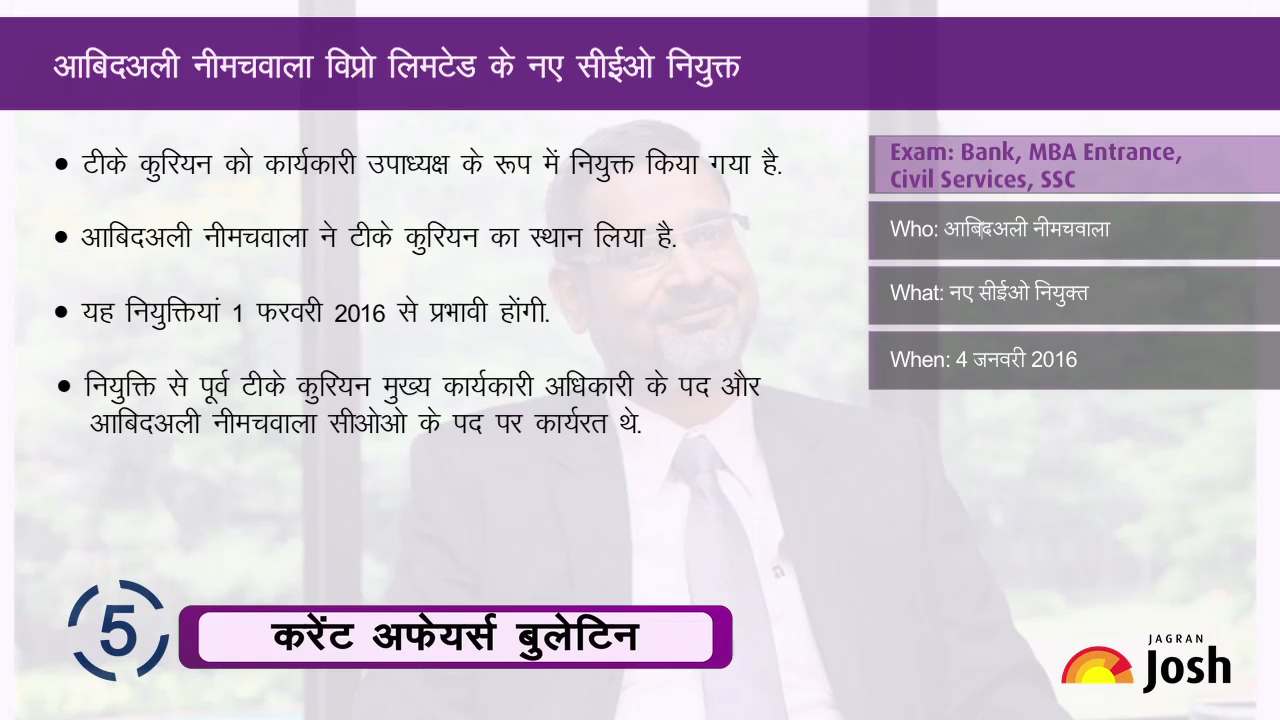 आबिदअली नीमचवाला विप्रो लिमटेड के नए सीईओ नियुक्त
• टीके कुरियन को कार्यकारी उपाध्यक्ष के रूप में नियुक्त किया गया है.
• आबिदअली नीमचवाला ने टीके कुरियन का स्थान लिया है.
• यह नियुक्तियां 1 फरवरी 2016 से प्रभावी होंगी.
• नियुक्ति से पूर्व टीके कुरियन मुख्य कार्यकारी अधिकारी के पद और
आबिदअली नीमचवाला सीओओ के पद पर कार्यरत थे.
Exam: Bank, MBA Entrance,
Civil Services, SSC
Who: आबिदअली नीमचवाला
What: नए सीईओ नियुक्त
When: 4 जनवरी 2016
5
करेंट अफेयर्स बुलेटिन
JAGRAN
Josh